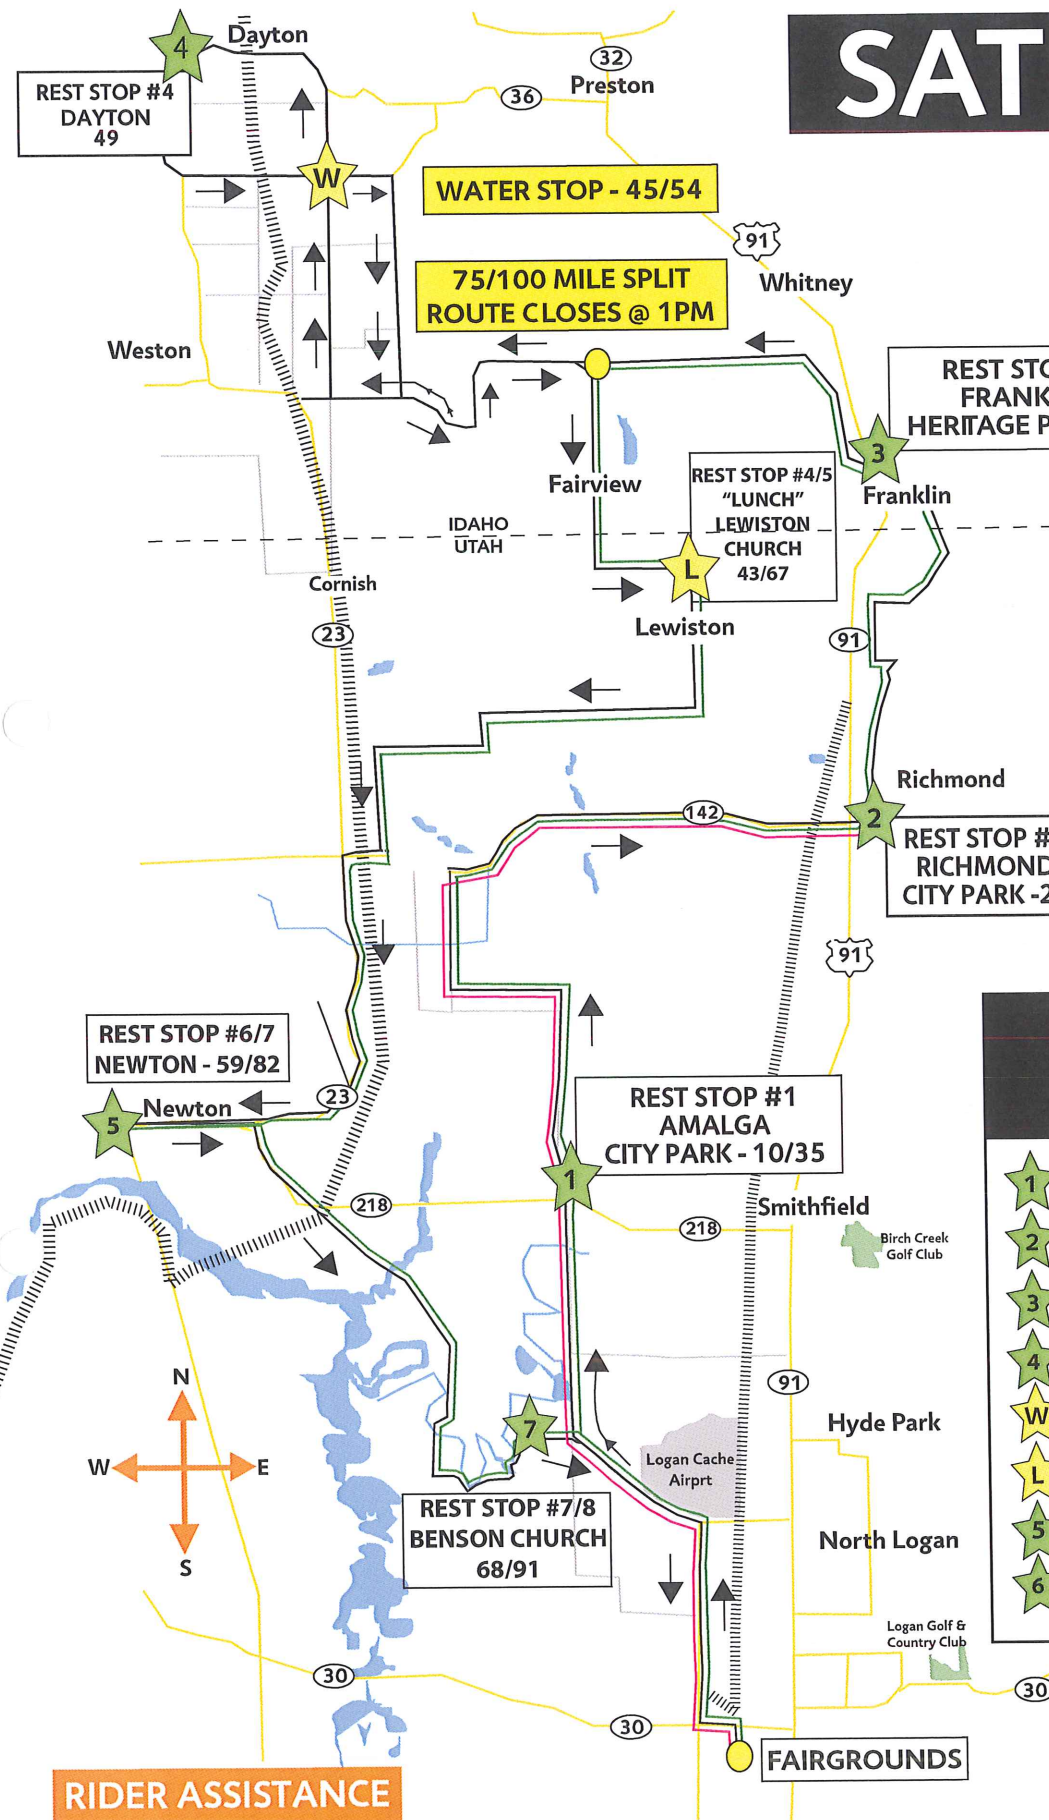 SAT
4
Dayton
32
Preston
36
REST STOP #4
DAYTON
49
W
WATER STOP - 45/54
91
Whitney
75/100 MILE SPLIT
ROUTE CLOSES @ 1PM
Weston
REST STO
FRANK
HERITAGE P
3
Franklin
Fairview
REST STOP #4/5
"LUNCH"
LEWISTON
CHURCH
43/67
IDAHO
UTAH
L
Cornish
Lewiston
23
91
Richmond
142
2
REST STOP #
RICHMOND
CITY PARK -2
91
REST STOP #6/7
NEWTON - 59/82
5
Newton
23
REST STOP #1
AMALGA
CITY PARK - 10/35
1
218
Smithfield
218
Birch Creek
Golf Club
1
2
3
4
W
L
5
6
N
W
E
S
91
Hyde Park
7
Logan Cache
Airprt
REST STOP #7/8
BENSON CHURCH
68/91
North Logan
Logan Golf &
Country Club
30
30
30
FAIRGROUNDS
RIDER ASSISTANCE